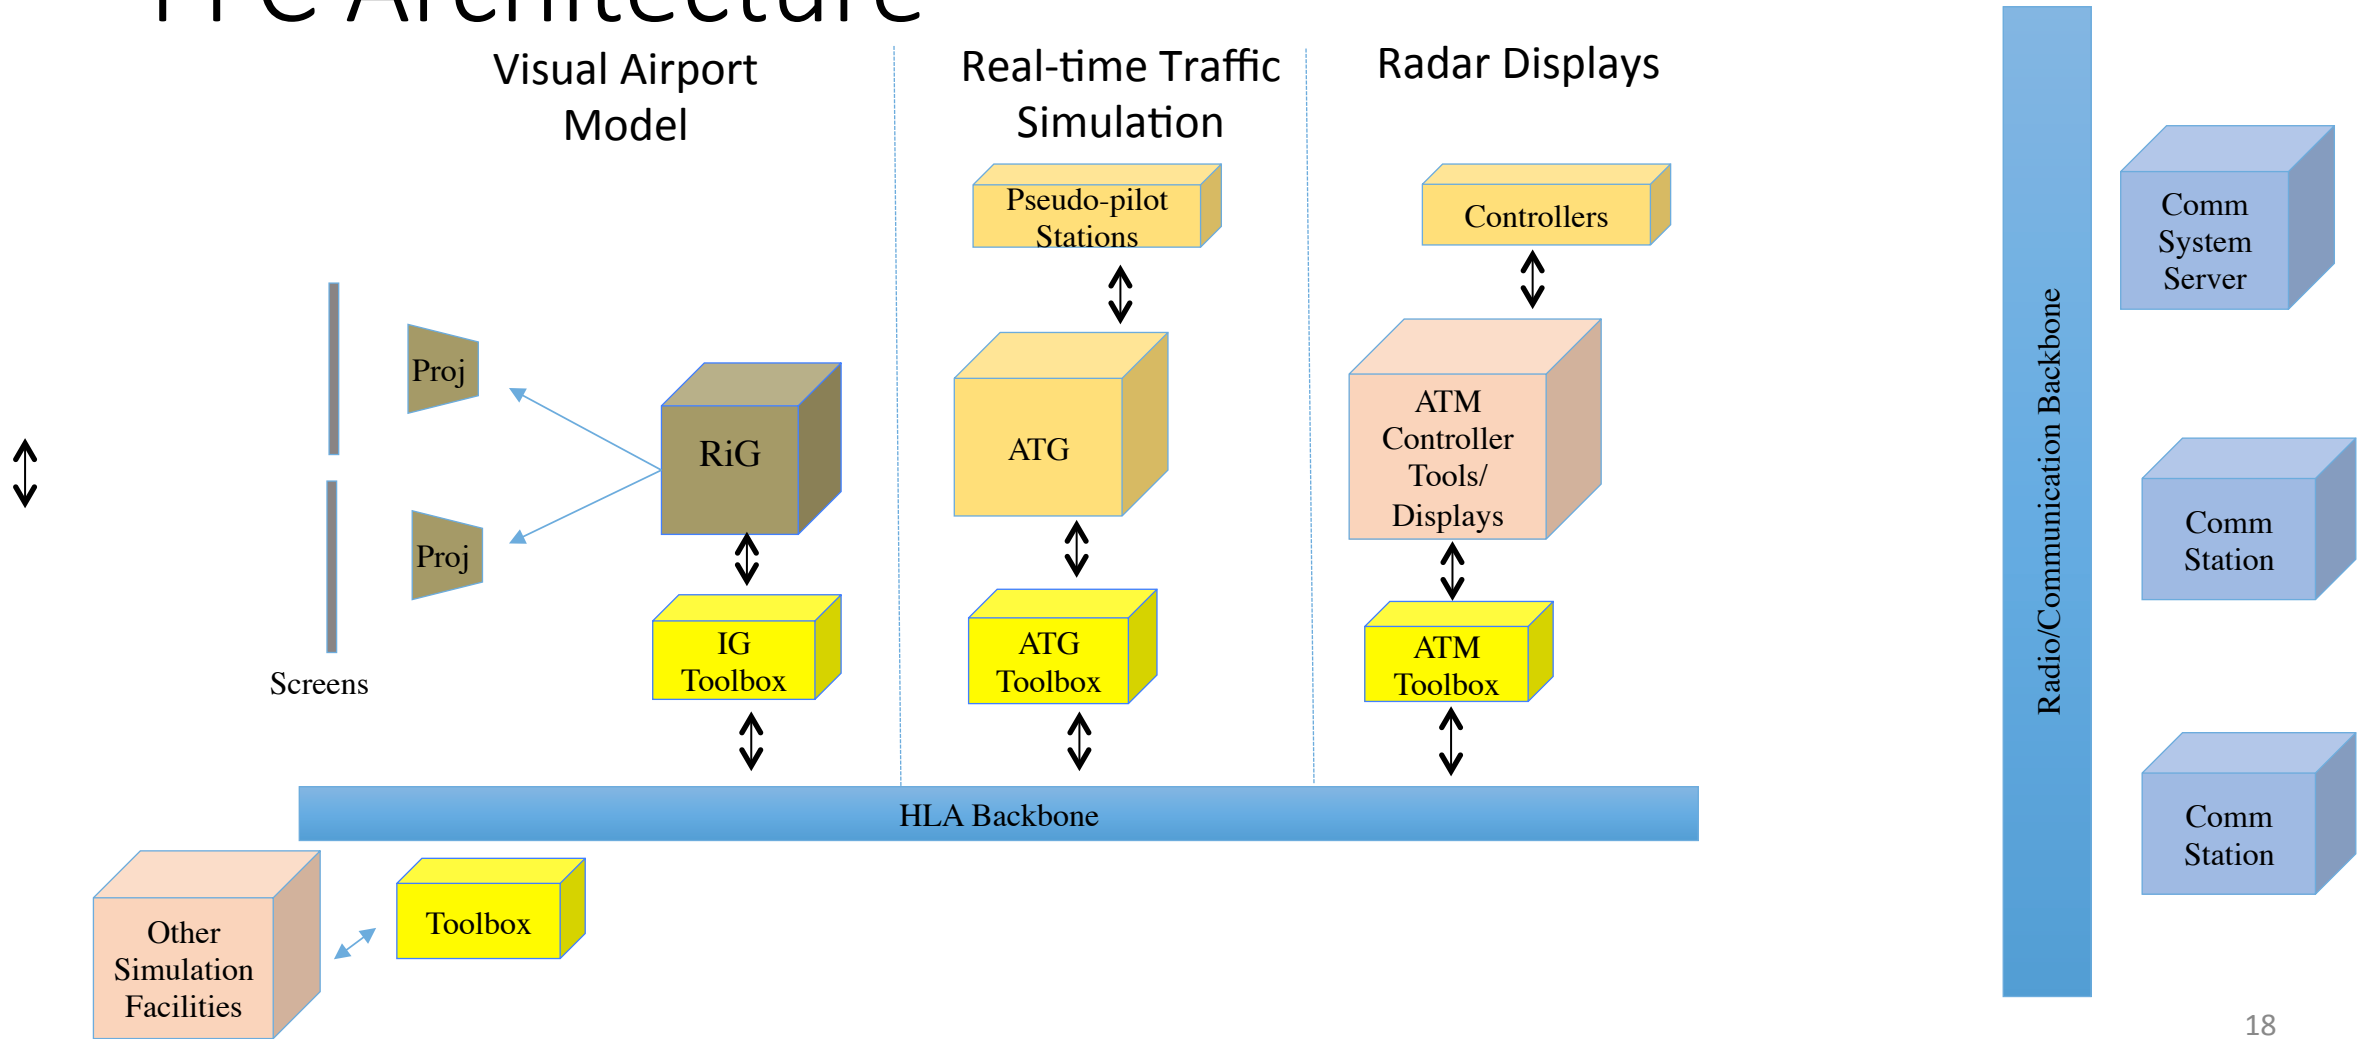 Architecture
Visual Airport
Model
Real-time Traffic
Simulation
Radar Displays
Pseudo-pilot
Stations
Controllers
Comm
System
Server
Proj
RiG
ATG
ATM
Controller
Tools/
Displays
Radio/Communication Backbone
Comm
Station
Proj
IG
Toolbox
ATG
Toolbox
ATM
Toolbox
Screens
HLA Backbone
Comm
Station
Other
Simulation
Facilities
Toolbox
18